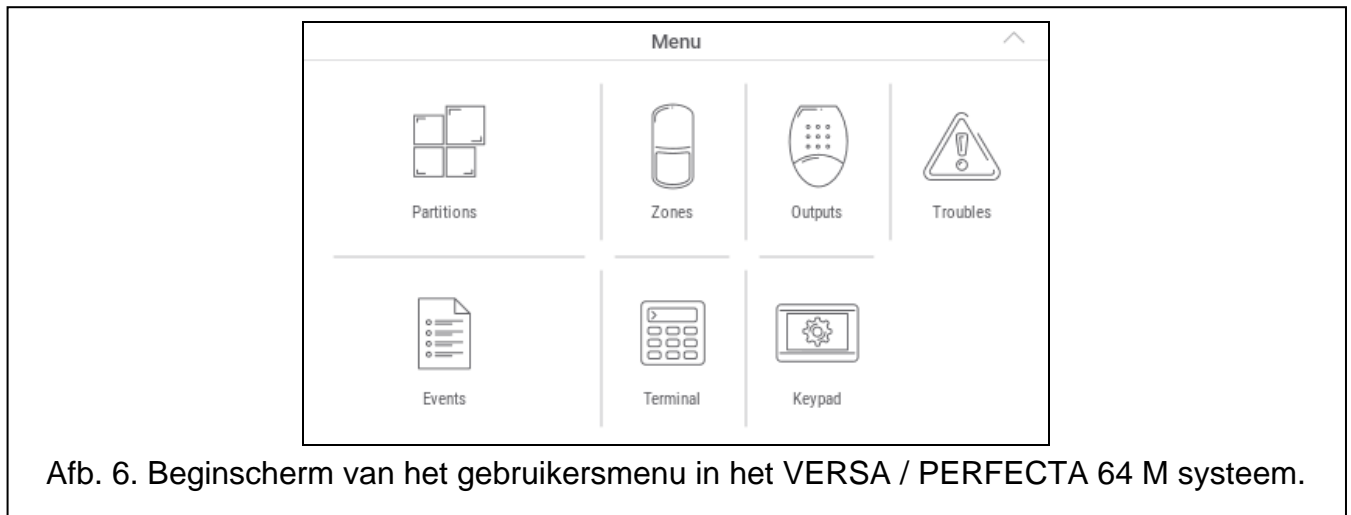 Menu
Partitions
Zones
Outputs
Troubles
Events
Terminal
Keypad
Afb. 6. Beginscherm van het gebruikersmenu in het VERSA / PERFECTA 64 M systeem.